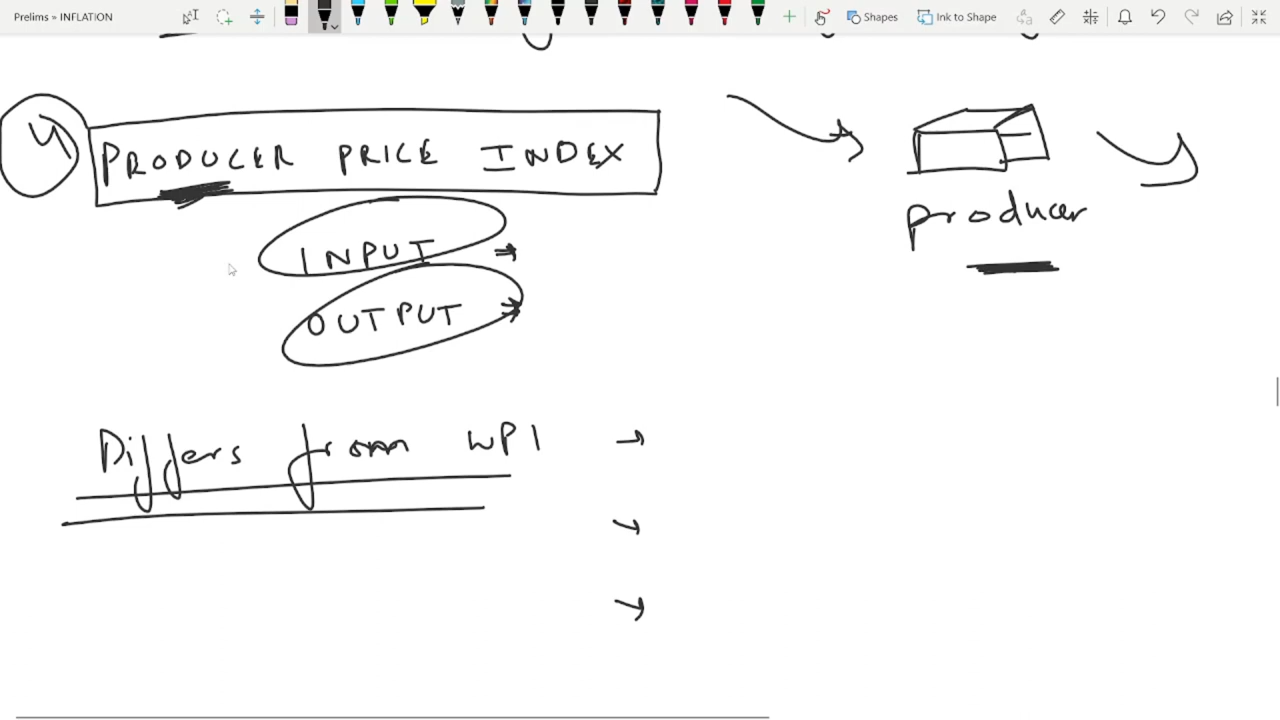 Prelims » INFLATION
Shapes
Ink to Shape
4
PRODUCER PRICE INDEX
producer
INPUT →
OUTPUT →
Differs from WPI →
→
→